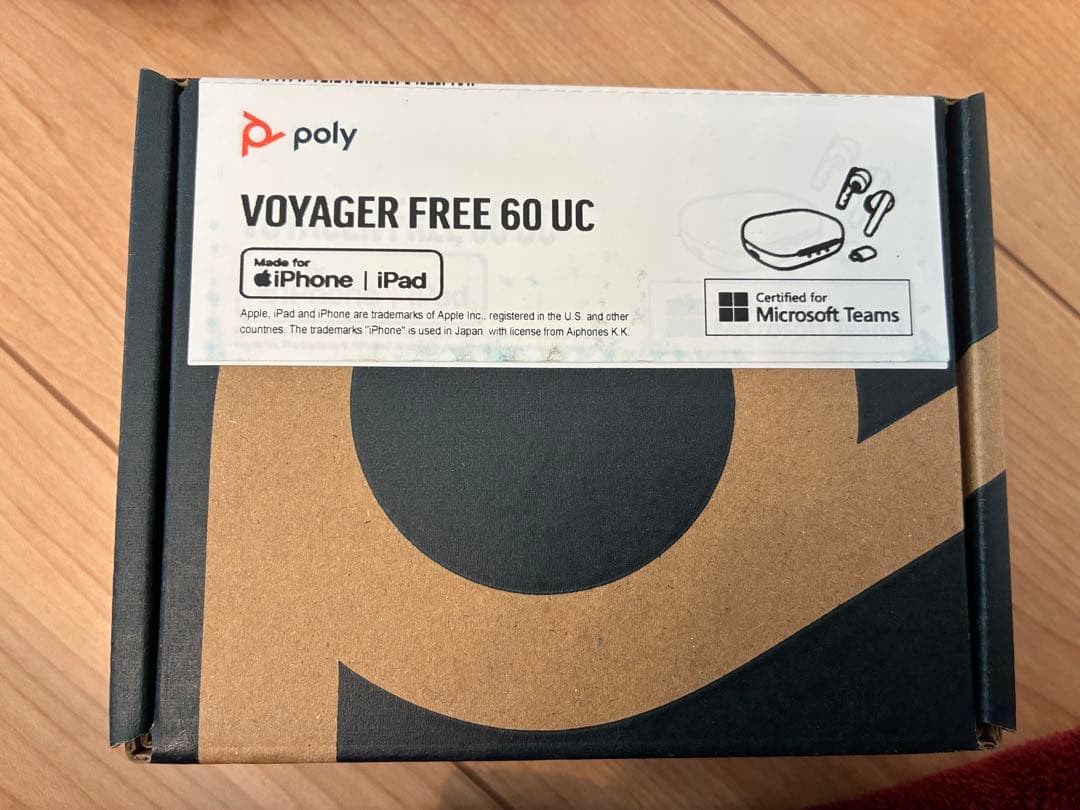 poly
VOYAGER FREE 60 UC
Made for
iPhone | iPad
Apple, iPad and iPhone are trademarks of Apple Inc., registered in the U.S. and other
countries. The trademarks "iPhone" is used in Japan with license from Aiphones K.K.
Certified for
Microsoft Teams